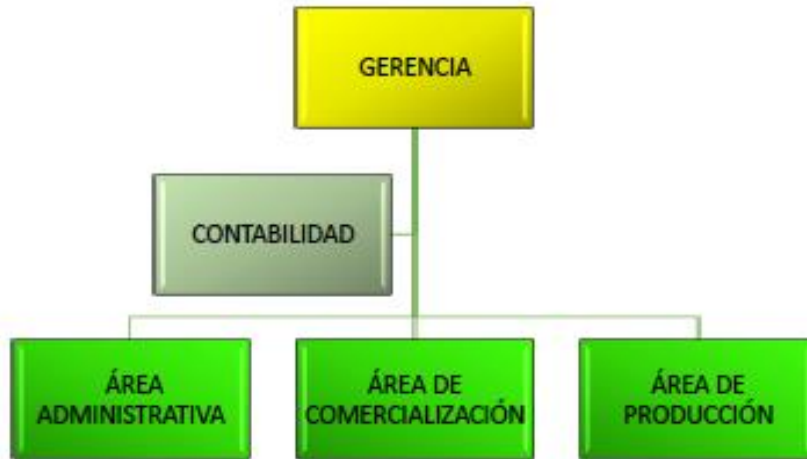 GERENCIA
CONTABILIDAD
ÁREA
ADMINISTRATIVA
ÁREA DE
COMERCIALIZACIÓN
ÁREA DE
PRODUCCIÓN